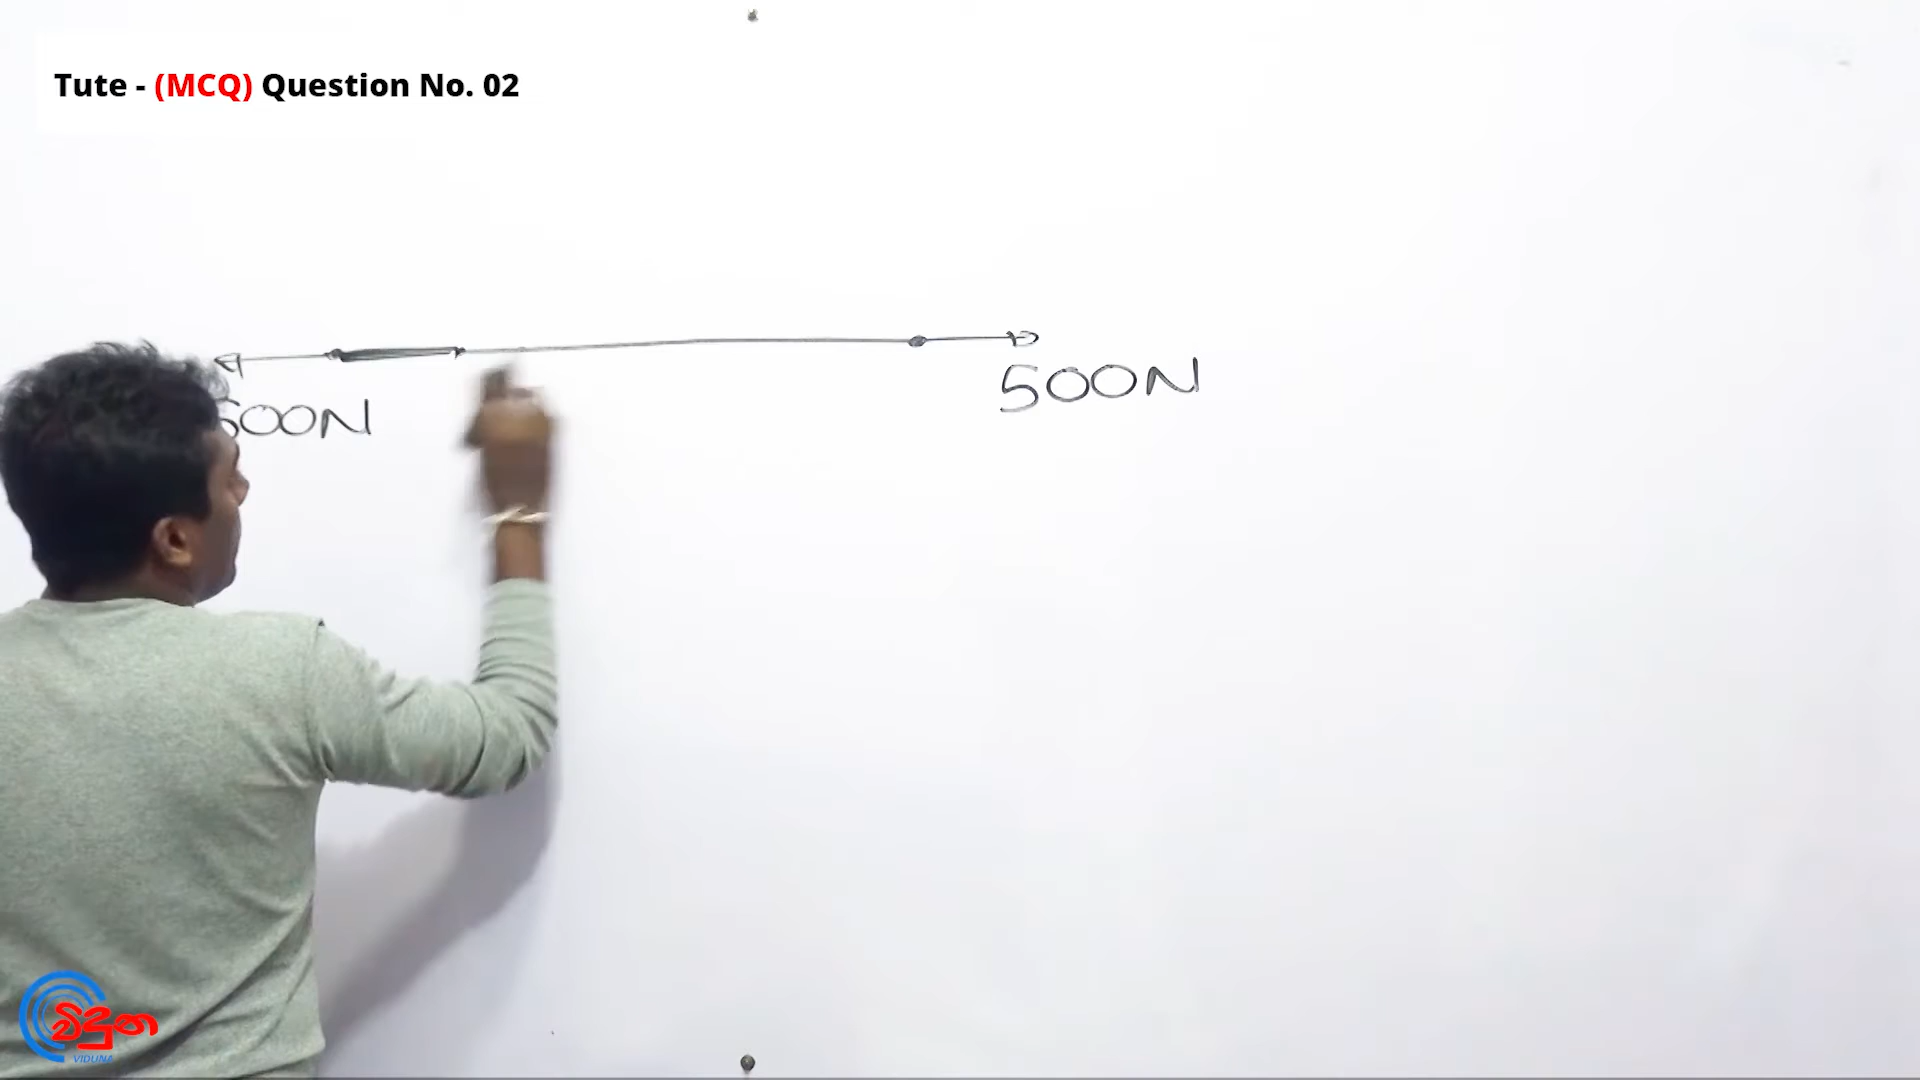 Tute - (MCQ) Question No. 02
500N
500N
විදුන
VIDUNA